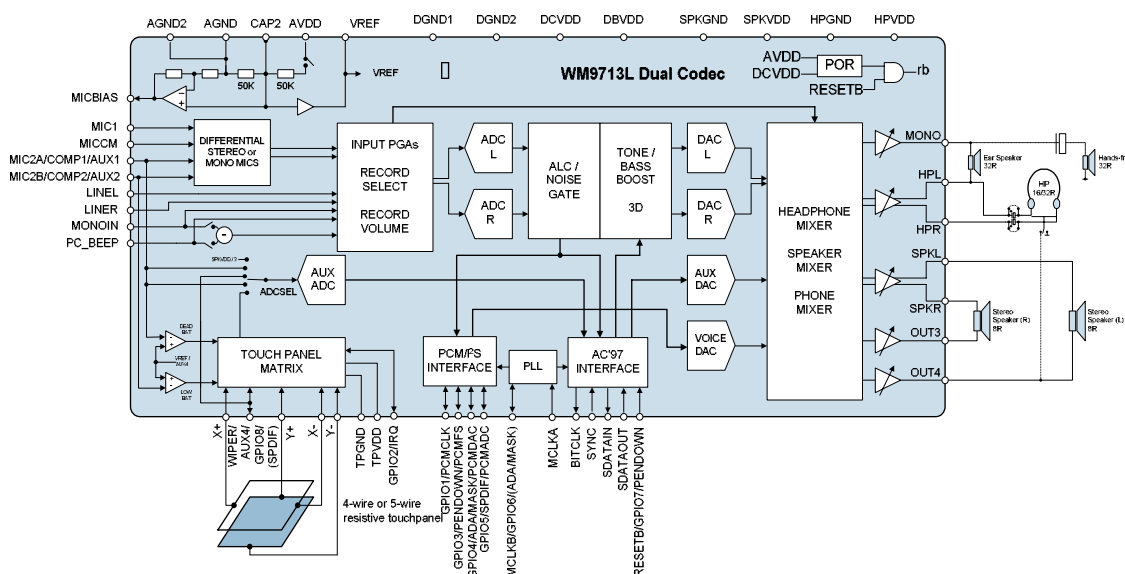 AGND2 AGND CAP2 AVDD VREF DGND1 DGND2 DCVDD DBVDD SPKGND SPKVDD HPGND HPVDD
WM9713L Dual Codec
VREF
50K 50K
AVDD
DCVDD
POR
RESETB
rb
MICBIAS
MIC1
MICCM
MIC2A/COMP1/AUX1
MIC2B/COMP2/AUX2
LINEL
LINER
MONOIN
PC_BEEP
DIFFERENTIAL
STEREO or
MONO MICS
INPUT PGAs
RECORD
SELECT
RECORD
VOLUME
ADC
L
ADC
R
ALC /
NOISE
GATE
TONE /
BASS
BOOST
3D
DAC
L
DAC
R
HEADPHONE
MIXER
SPEAKER
MIXER
PHONE
MIXER
SPKVDD/3
ADCSEL
AUX
ADC
AUX
DAC
VOICE
DAC
DEAD
BAT
LOW
BAT
TOUCH PANEL
MATRIX
PCM/I²S
INTERFACE
PLL
AC'97
INTERFACE
MONO
HPL
HPR
SPKL
SPKR
OUT3
OUT4
Ear Speaker
32R
Hands-fr
32R
HP
16/32R
Stereo
Speaker (R)
8R
Stereo
Speaker (L)
8R
X+
WIPER/
AUX4/
GPIO8/
(SPDIF)
Y+
X-
Y-
TPGND
TPVDD
GPIO2/IRQ
GPIO1/PCMCLK
GPIO3/PENDOWN/PCMFS
GPIO4/ADA/MASK/PCMDAC
GPIO5/SPDIF/PCMADC
MCLKB/GPIO6/(ADA/MASK)
MCLKA
BITCLK
SYNC
SDATAIN
SDATAOUT
RESETB/GPIO7/PENDOWN
4-wire or 5-wire
resistive touchpanel